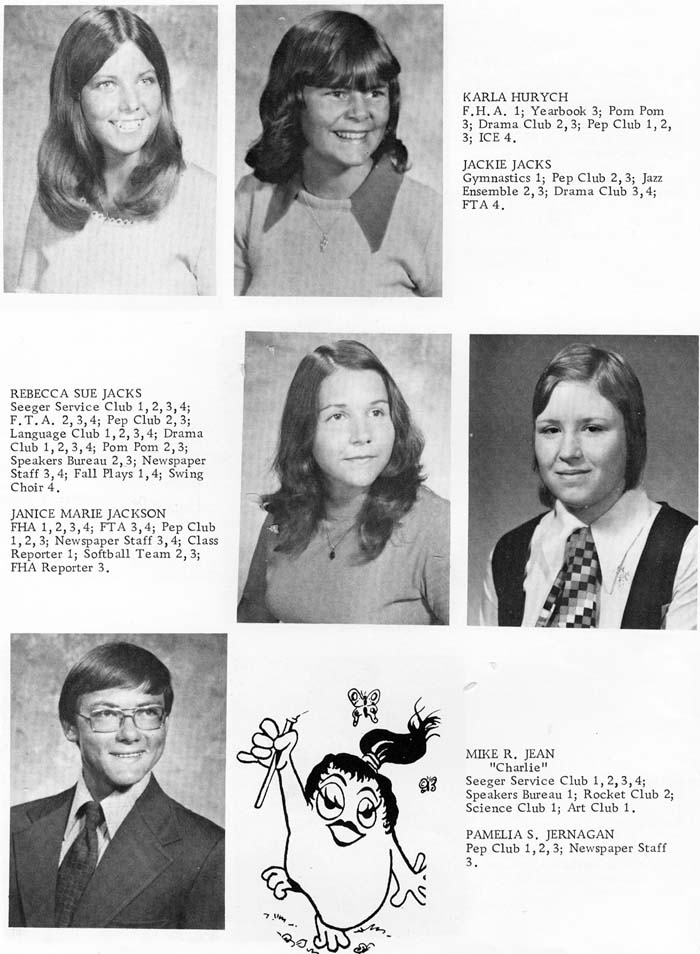 KARLA HURYCH
F.H.A. 1; Yearbook 3; Pom Pom
3; Drama Club 2, 3; Pep Club 1, 2,
3; ICE 4.
JACKIE JACKS
Gymnastics 1; Pep Club 2, 3; Jazz
Ensemble 2, 3; Drama Club 3, 4;
FTA 4.
REBECCA SUE JACKS
Seeger Service Club 1, 2, 3, 4;
F.T.A. 2, 3, 4; Pep Club 2, 3;
Language Club 1, 2, 3, 4; Drama
Club 1, 2, 3, 4; Pom Pom 2, 3;
Speakers Bureau 2, 3; Newspaper
Staff 3, 4; Fall Plays 1, 4; Swing
Choir 4.
JANICE MARIE JACKSON
FHA 1, 2, 3, 4; FTA 3, 4; Pep Club
1, 2, 3; Newspaper Staff 3, 4; Class
Reporter 1; Softball Team 2, 3;
FHA Reporter 3.
MIKE R. JEAN
"Charlie"
Seeger Service Club 1, 2, 3, 4;
Speakers Bureau 1; Rocket Club 2;
Science Club 1; Art Club 1.
PAMELIA S. JERNAGAN
Pep Club 1, 2, 3; Newspaper Staff
3.